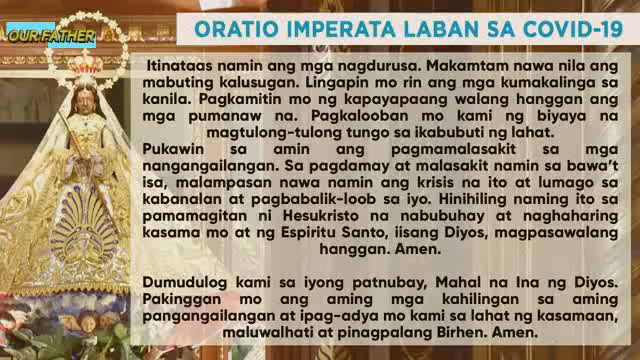 OUR FATHER
ORATIO IMPERATA LABAN SA COVID-19
Itinataas namin ang mga nagdurusa. Makamtam nawa nila ang
mabuting kalusugan. Lingapin mo rin ang mga kumakalinga sa
kanila. Pagkamitin mo ng kapayapaang walang hanggan ang
mga pumanaw na. Pagkalooban mo kami ng biyaya na
magtulong-tulong tungo sa ikabubuti ng lahat.
Pukawin sa amin ang pagmamalasakit sa mga
nangangailangan. Sa pagdamay at malasakit namin sa bawa't
isa, malampasan nawa namin ang krisis na ito at lumago sa
kabanalan at pagbabalik-loob sa iyo. Hinihiling naming ito sa
pamamagitan ni Hesukristo na nabubuhay at naghaharing
kasama mo at ng Espiritu Santo, iisang Diyos, magpasawalang
hanggan. Amen.
Dumudulog kami sa iyong patnubay, Mahal na Ina ng Diyos.
Pakinggan mo ang aming mga kahilingan sa aming
pangangailangan at ipag-adya mo kami sa lahat ng kasamaan,
maluwalhati at pinagpalang Birhen. Amen.